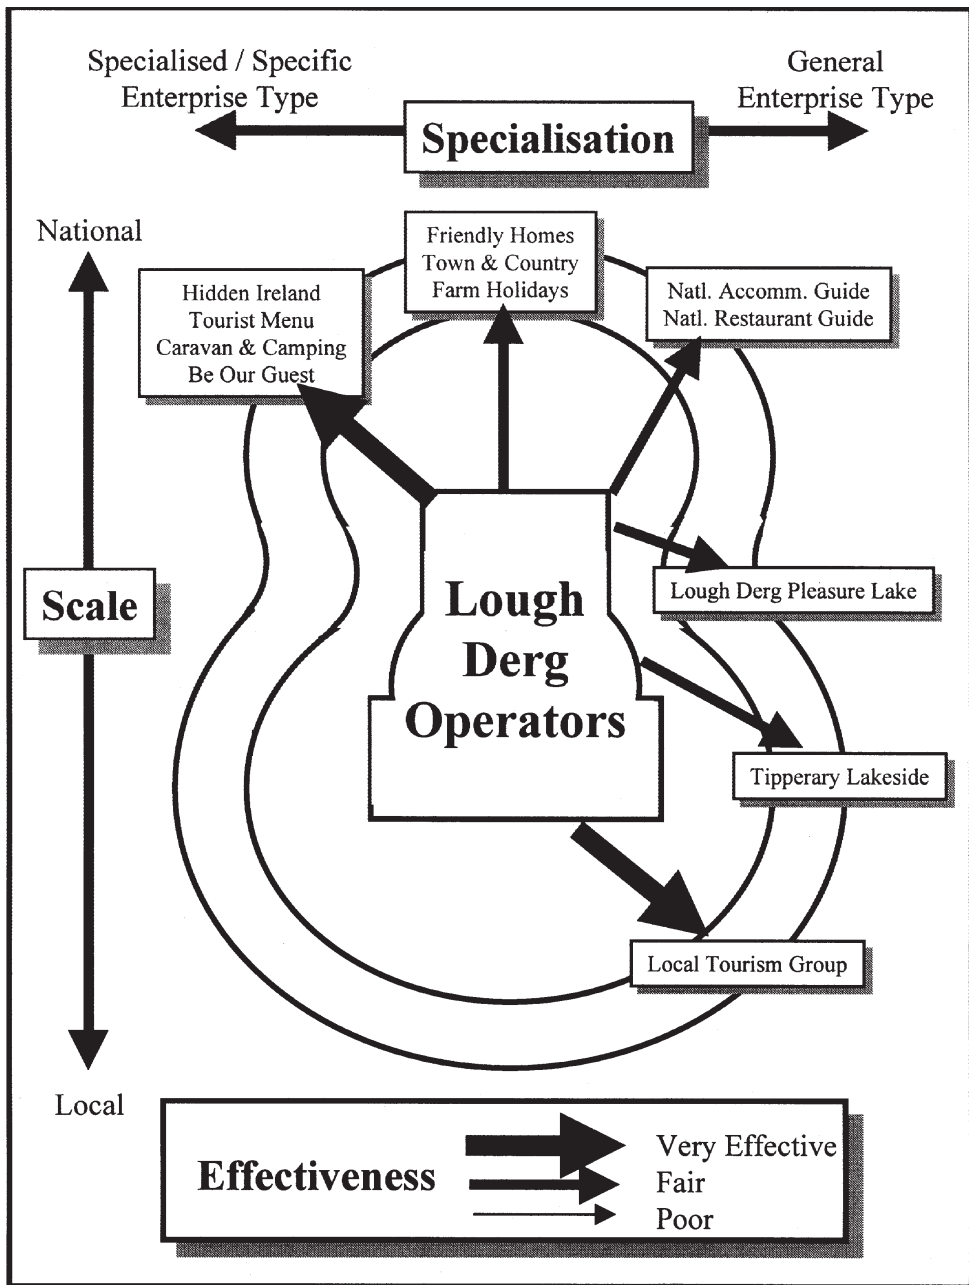 Specialised / Specific
Enterprise Type
General
Enterprise Type
Specialisation
National
Friendly Homes
Town & Country
Farm Holidays
Hidden Ireland
Tourist Menu
Caravan & Camping
Be Our Guest
Natl. Accomm. Guide
Natl. Restaurant Guide
Scale
Lough
Derg
Operators
Lough Derg Pleasure Lake
Tipperary Lakeside
Local Tourism Group
Local
Effectiveness
Very Effective
Fair
Poor